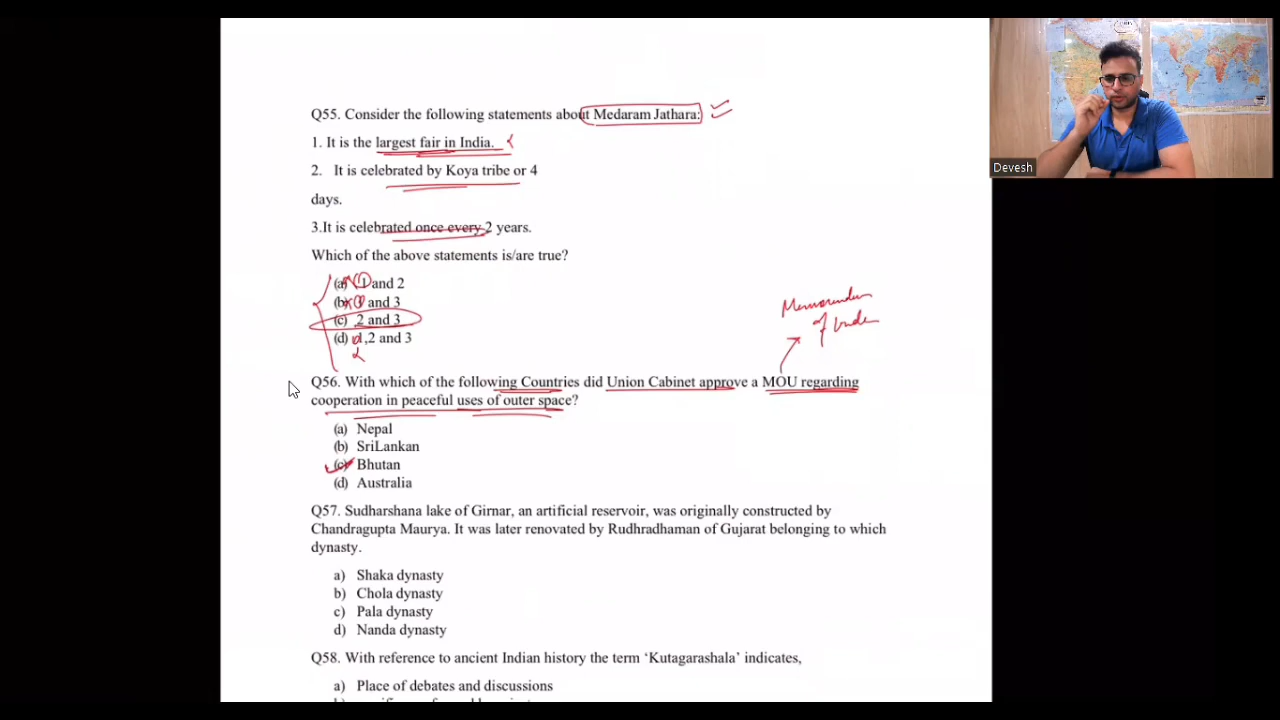 Q55. Consider the following statements about Medaram Jathara:
1. It is the largest fair in India.
2. It is celebrated by Koya tribe or 4
days.
3.It is celebrated once every 2 years.
Which of the above statements is/are true?
(a) 1 and 2
(b) and 3
(c) 2 and 3
(d) ,2 and 3
of
Q56. With which of the following Countries did Union Cabinet approve a MOU regarding
cooperation in peaceful uses of outer space?
(a) Nepal
(b) SriLankan
(c) Bhutan
(d) Australia
Q57. Sudharshana lake of Girnar, an artificial reservoir, was originally constructed by
Chandragupta Maurya. It was later renovated by Rudhradhaman of Gujarat belonging to which
dynasty.
a) Shaka dynasty
b) Chola dynasty
c) Pala dynasty
d) Nanda dynasty
Q58. With reference to ancient Indian history the term ‘Kutagarashala’ indicates,
a) Place of debates and discussions
Devesh